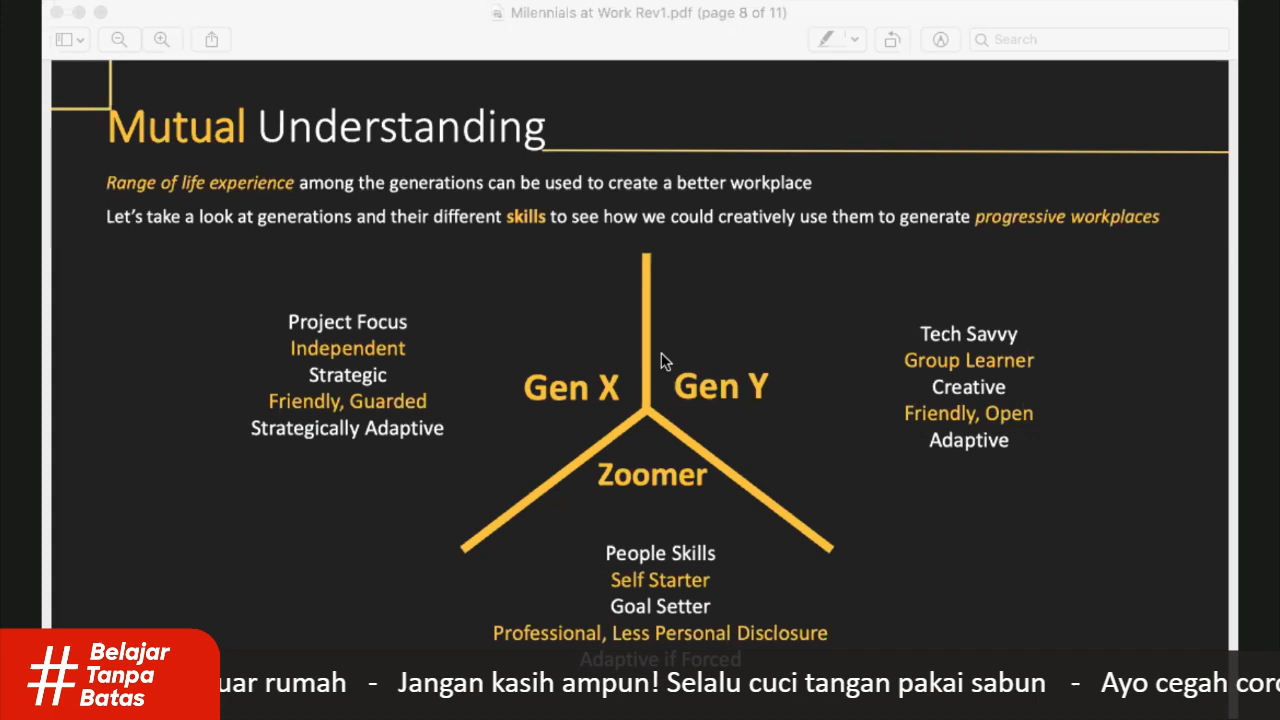 Milennials at Work Rev1.pdf (page 8 of 11)
Search
Mutual Understanding
Range of life experience among the generations can be used to create a better workplace
Let's take a look at generations and their different skills to see how we could creatively use them to generate progressive workplaces
Project Focus
Independent
Strategic
Friendly, Guarded
Strategically Adaptive
Gen X
Gen Y
Tech Savvy
Group Learner
Creative
Friendly, Open
Adaptive
Zoomer
People Skills
Self Starter
Goal Setter
Professional, Less Personal Disclosure
Adaptive if Forced
# Belajar
Tanpa
Batas
rumah - Jangan kasih ampun! Selalu cuci tangan pakai sabun - Ayo cegah